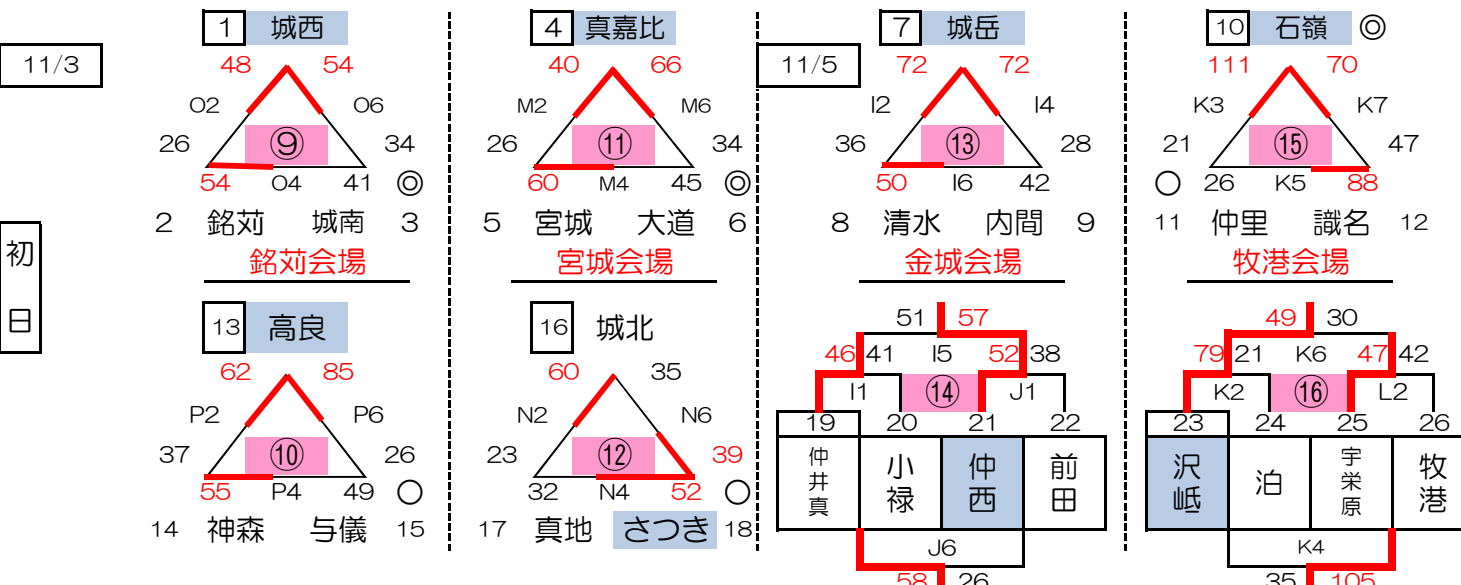 1 城西 4 真嘉比 7 城岳 10 石嶺 ◎
11/3 48 54 40 66 11/5 72 72 111 70
O2 O6 M2 M6 I2 I4 K3 K7
26 ⑨ 34 26 ⑪ 34 36 ⑬ 28 21 ⑮ 47
54 O4 41 ◎ 60 M4 45 ◎ 50 I6 42 ○ 26 K5 88
2 銘苅 城南 3 5 宮城 大道 6 8 清水 内間 9 11 仲里 識名 12
初日
銘苅会場 宮城会場 金城会場 牧港会場
13 高良 16 城北 51 57 49 30
62 85 60 35 46 41 I5 52 38 79 21 K6 47 42
P2 P6 N2 N6 I1 ⑭ J1 K2 ⑯ L2
37 ⑩ 26 23 ⑫ 39 19 20 21 22 23 24 25 26
55 P4 49 ○ 32 N4 52 ○ 仲井真 小禄 仲西 前田 沢岻 泊 宇栄原 牧港
14 神森 与儀 15 17 真地 さつき 18
J6 K4
58 26 35 105